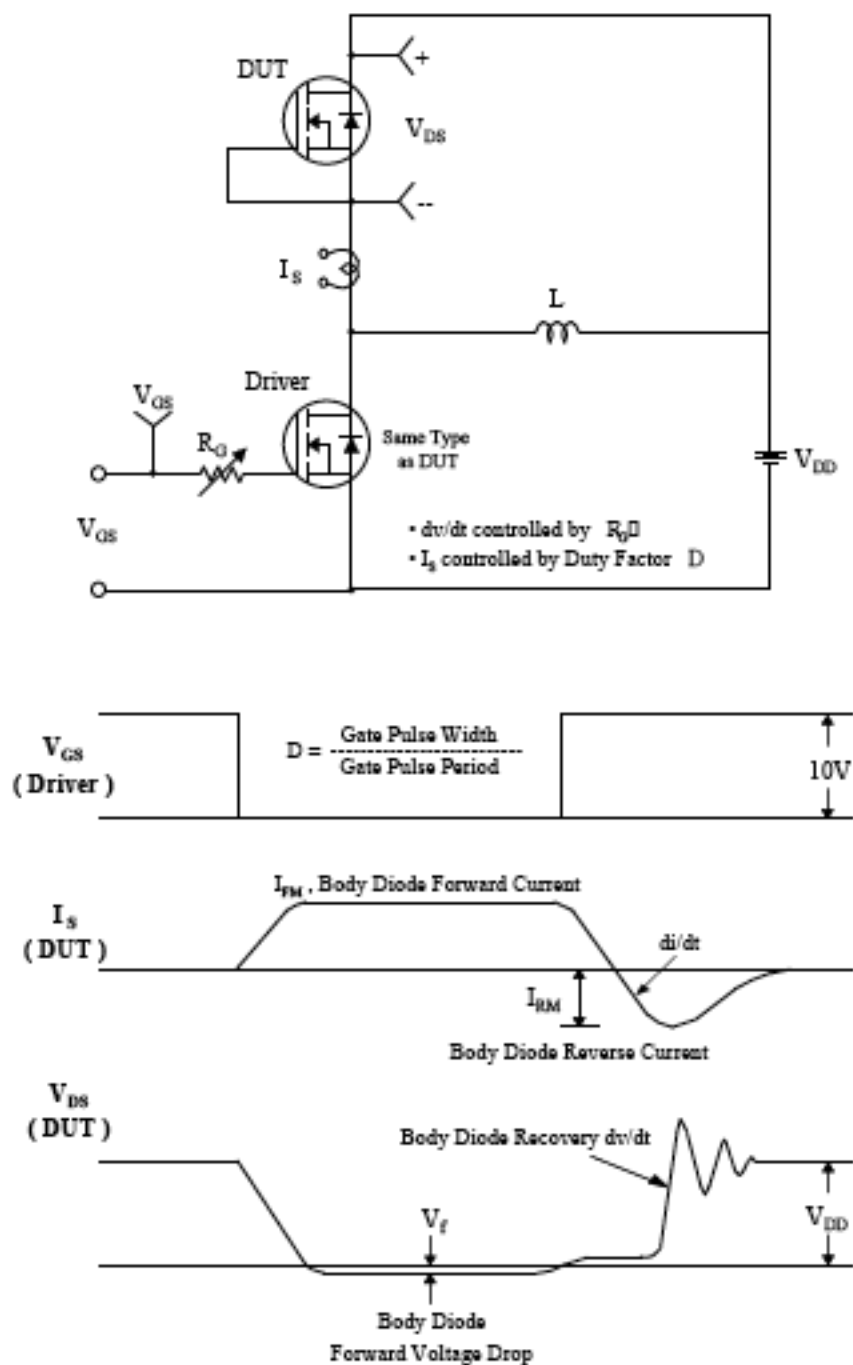 DUT
+
V_DS
--
I_S
L
Driver
V_GS
R_G
Same Type
as DUT
V_DD
V_GS
• dv/dt controlled by R_G▯
• I_S controlled by Duty Factor D
V_GS
( Driver )
D = Gate Pulse Width
Gate Pulse Period
10V
I_FM , Body Diode Forward Current
I_S
( DUT )
di/dt
I_RM
Body Diode Reverse Current
V_DS
( DUT )
Body Diode Recovery dv/dt
V_f
V_DD
Body Diode
Forward Voltage Drop